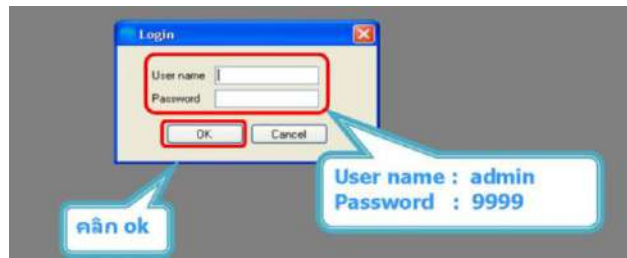 Login
User name
Password
OK
Cancel
User name : admin
Password : 9999
คลิก ok